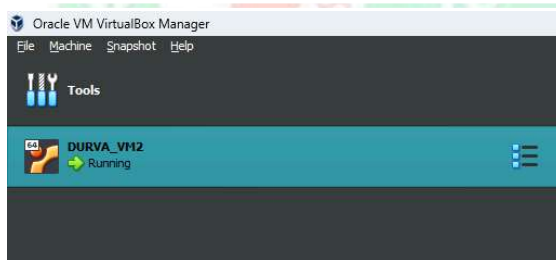 Oracle VM VirtualBox Manager
File Machine Snapshot Help
Tools
64
DURVA_VM2
Running